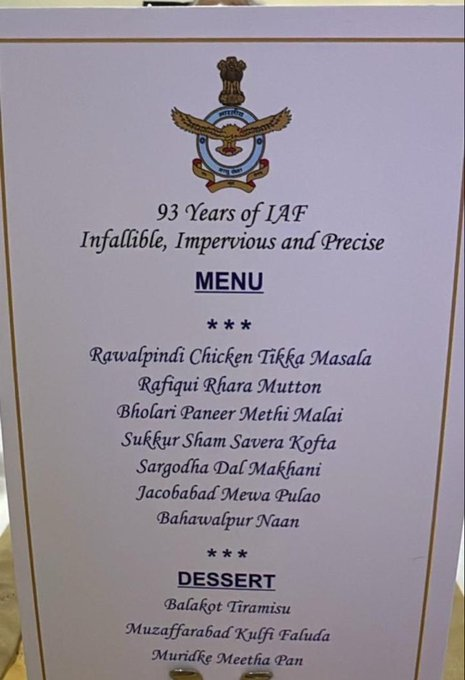 93 Years of IAF
Infallible, Impervious and Precise
MENU
***
Rawalpindi Chicken Tikka Masala
Rafiqui Rhara Mutton
Bholari Paneer Methi Malai
Sukkur Sham Savera Kofta
Sargodha Dal Makhani
Jacobabad Mewa Pulao
Bahawalpur Naan
***
DESSERT
Balakot Tiramisu
Muzaffarabad Kulfi Faluda
Muridke Meetha Pan